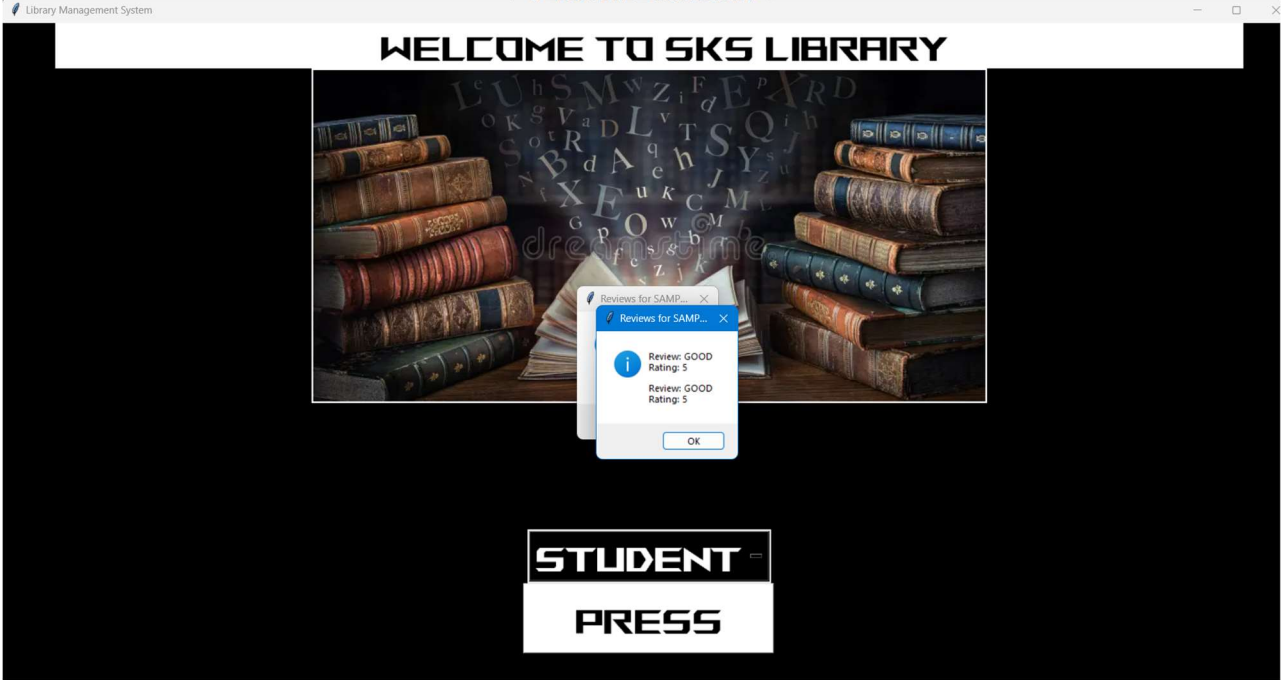 Library Management System
WELCOME TO SKS LIBRARY
dreamstime
Reviews for SAMP...
Reviews for SAMP...
Review: GOOD
Rating: 5
Review: GOOD
Rating: 5
OK
STUDENT
PRESS